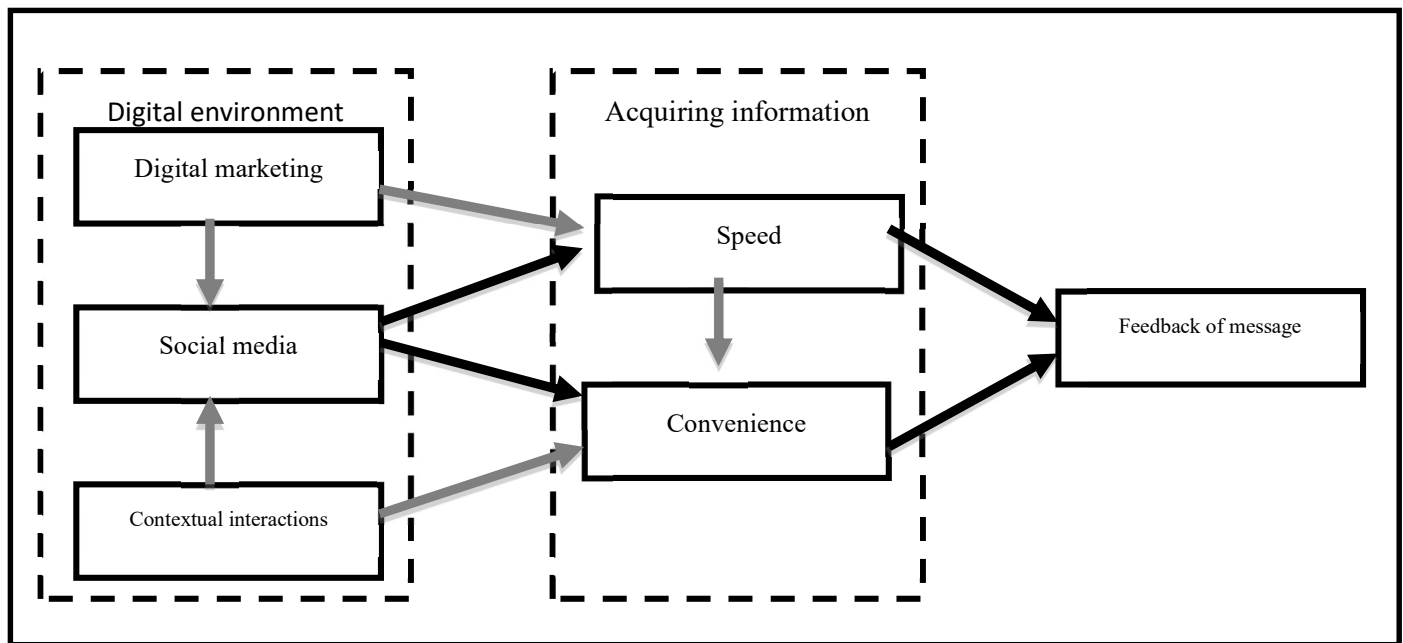 Digital environment
Digital marketing
Social media
Contextual interactions
Acquiring information
Speed
Convenience
Feedback of message